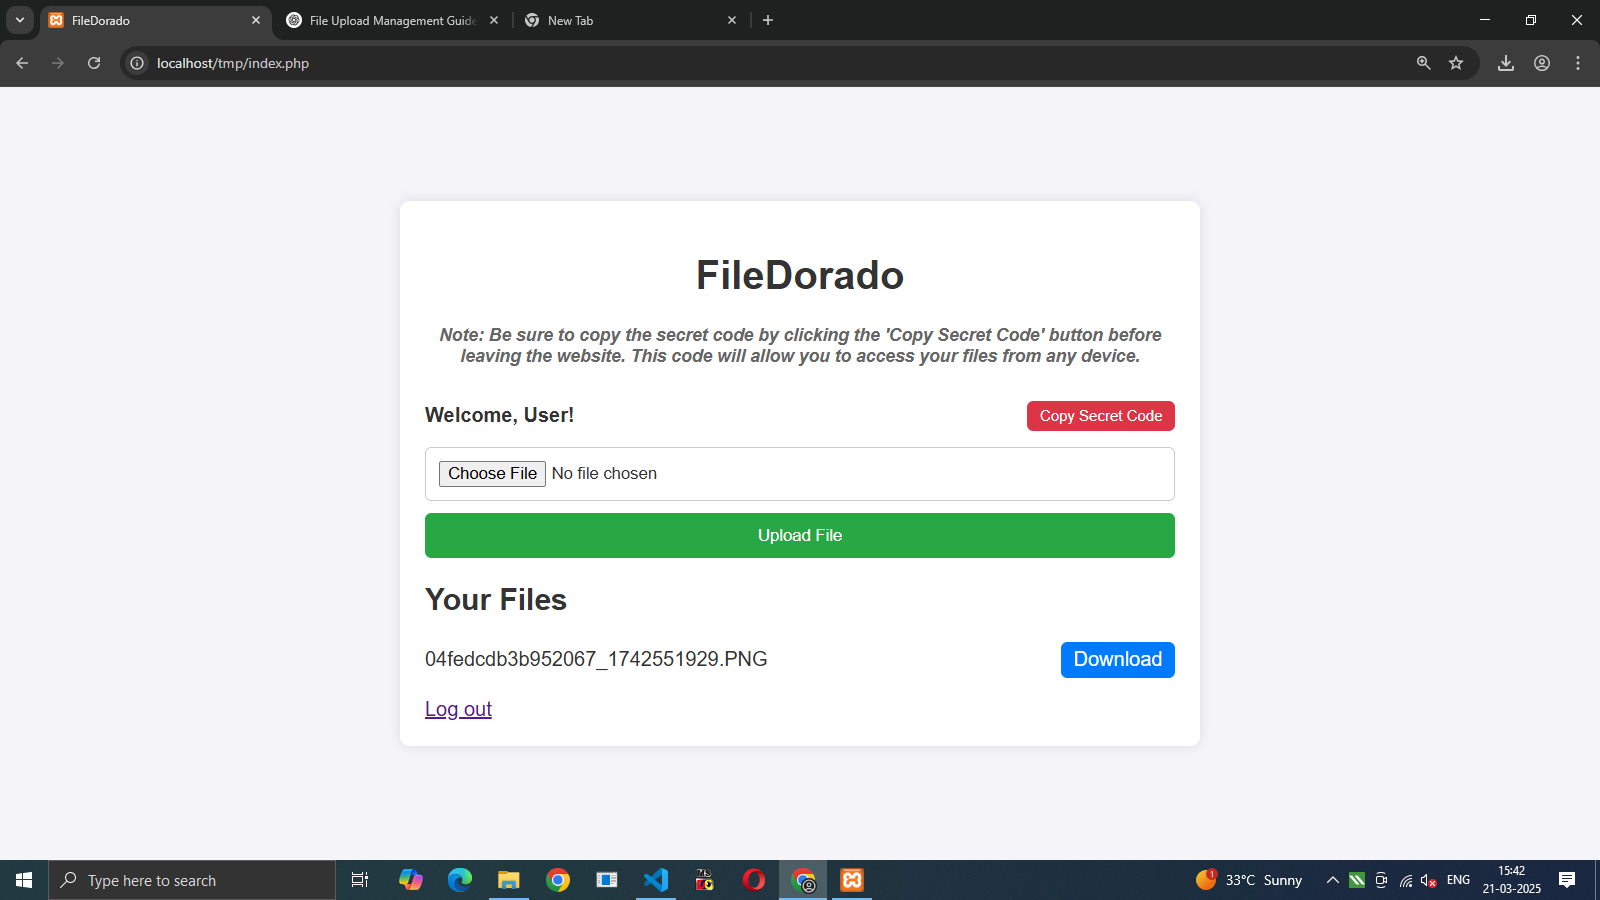 FileDorado
File Upload Management Guide
New Tab
localhost/tmp/index.php
FileDorado
Note: Be sure to copy the secret code by clicking the 'Copy Secret Code' button before
leaving the website. This code will allow you to access your files from any device.
Welcome, User!
Copy Secret Code
Choose File No file chosen
Upload File
Your Files
04fedcdb3b952067_1742551929.PNG
Download
Log out
Type here to search
1
33°C Sunny
ENG
15:42
21-03-2025